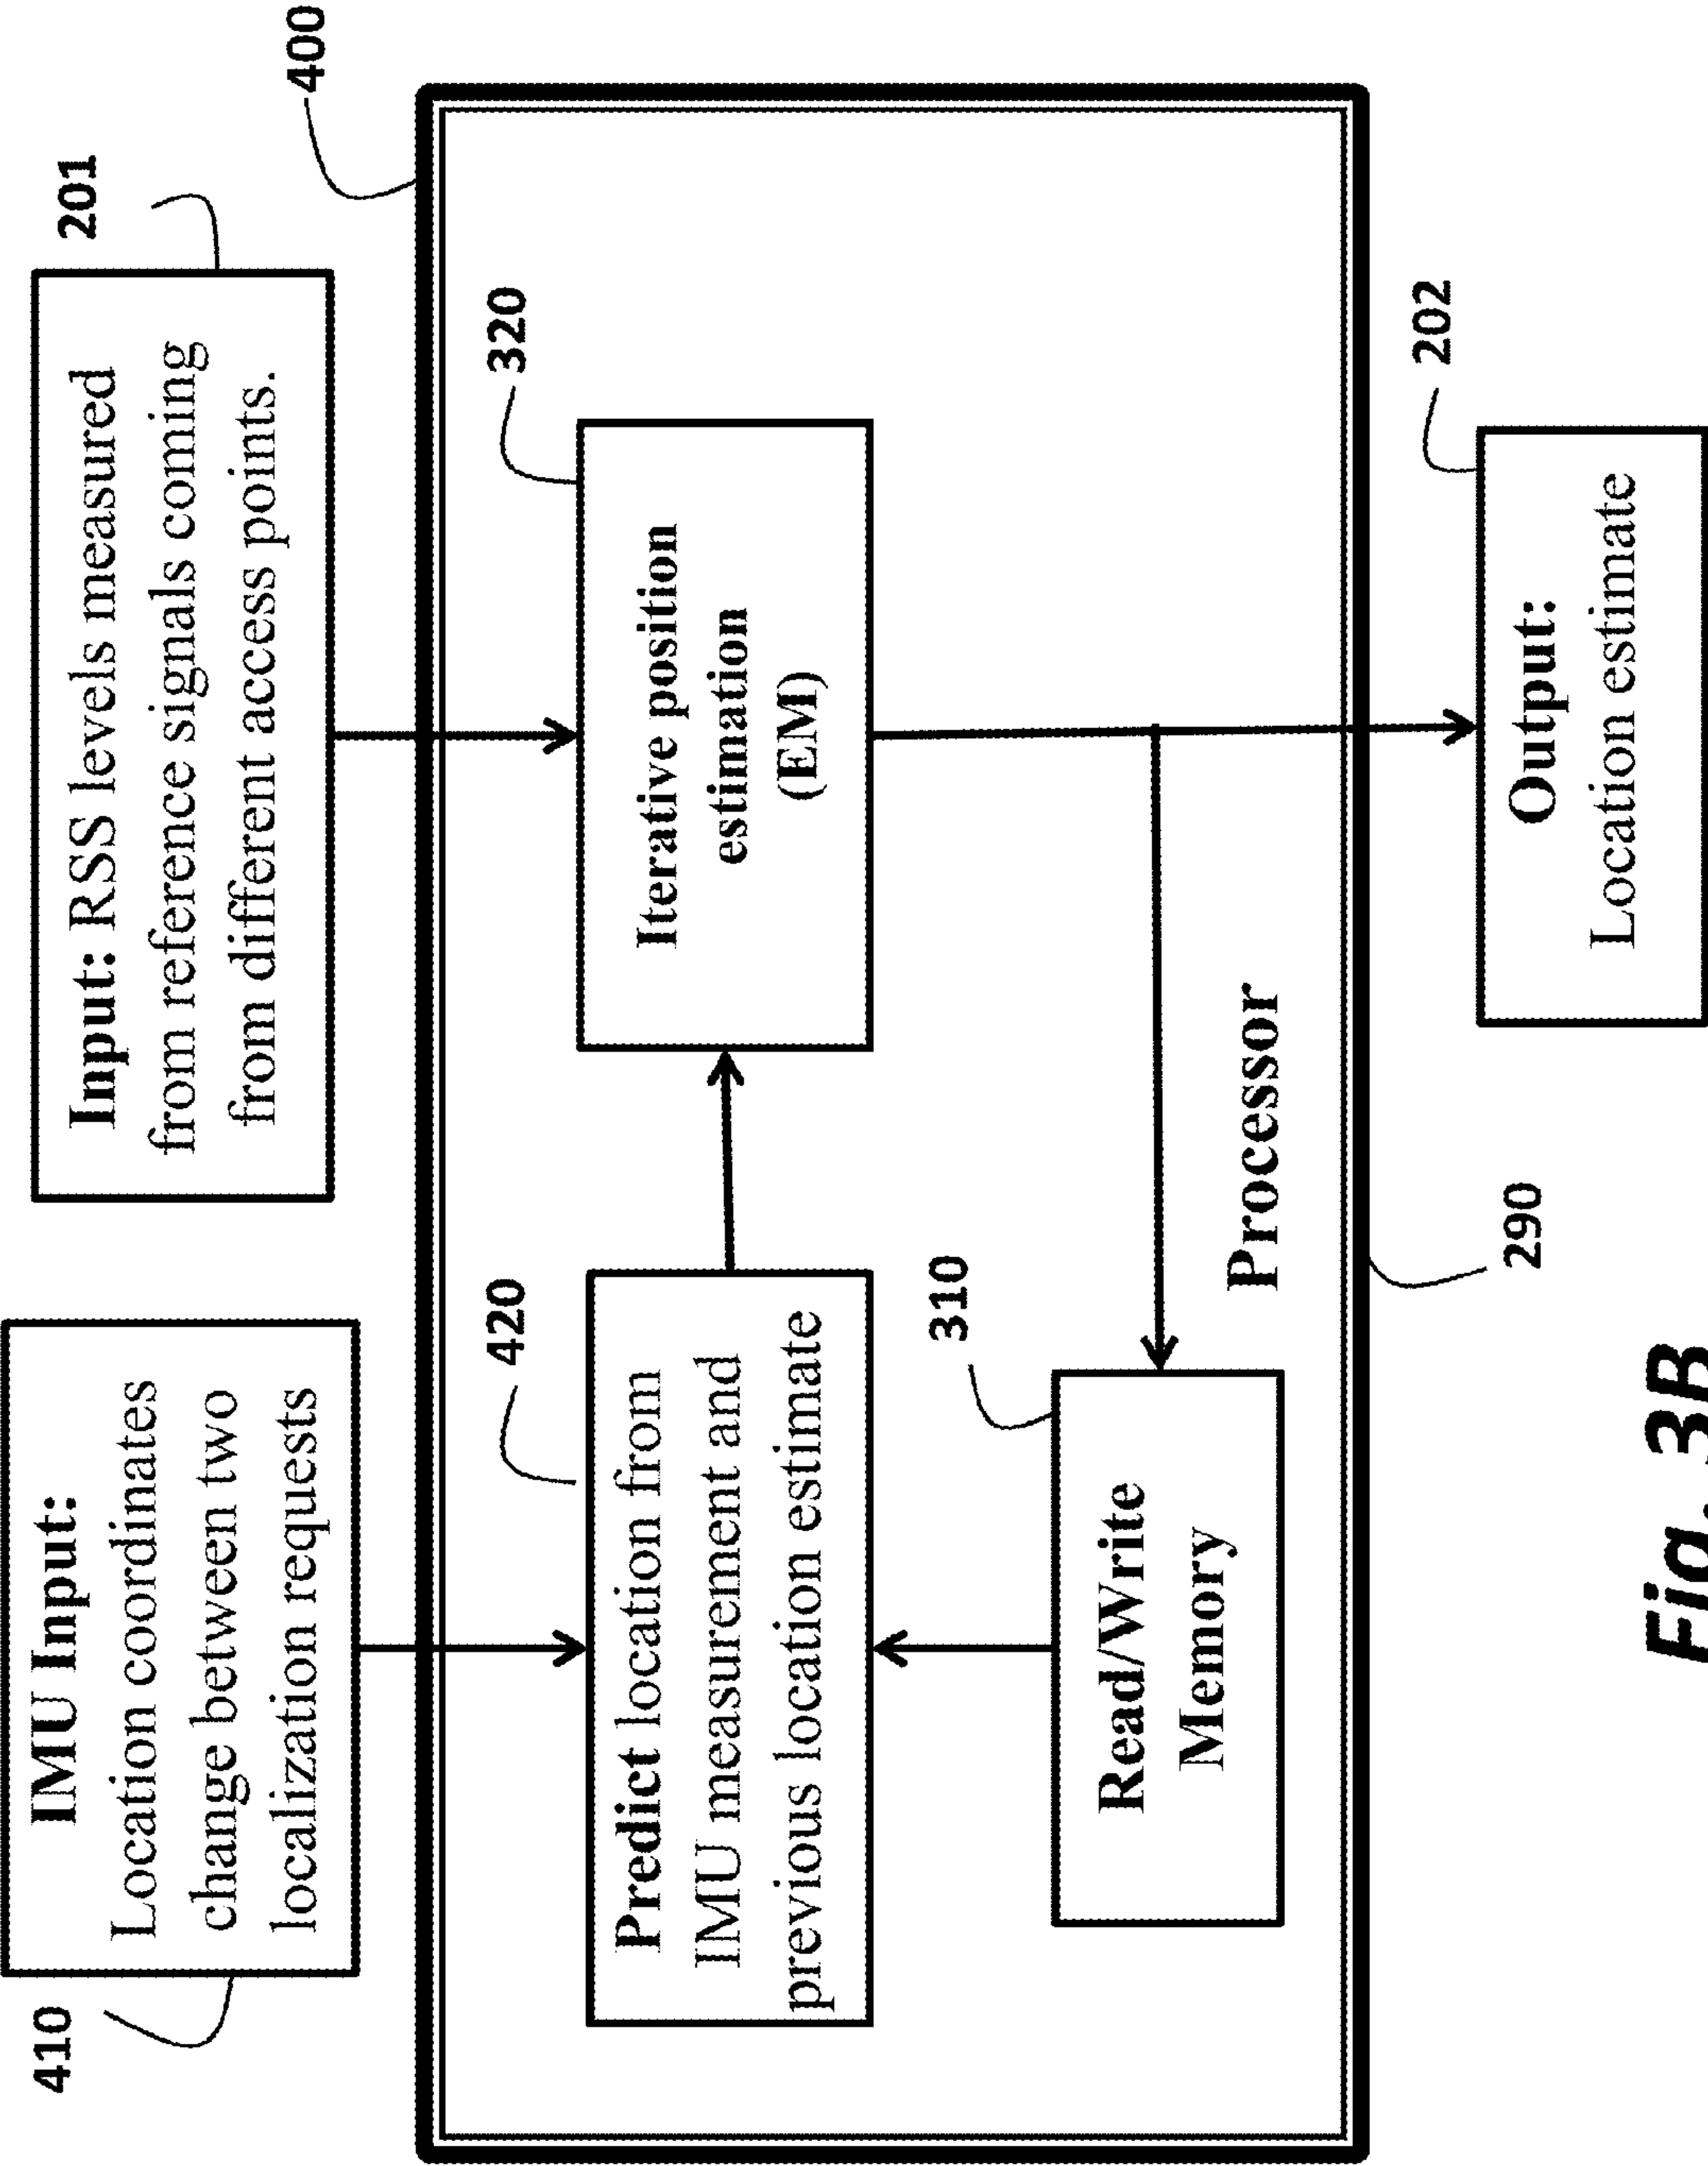 410
IMU Input:
Location coordinates
change between two
localization requests
Input: RSS levels measured
from reference signals coming
from different access points.
201
400
420
Predict location from
IMU measurement and
previous location estimate
320
Iterative position
estimation
(EM)
310
Read/Write
Memory
Processor
290
202
Output:
Location estimate
Fig. 3B